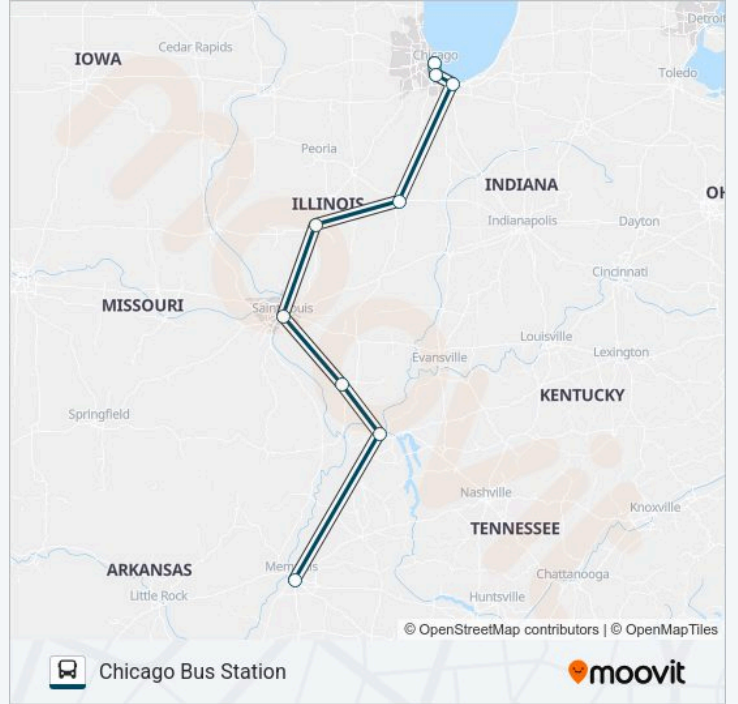 Detroit
Cedar Rapids
Chicago
IOWA
Toledo
Peoria
INDIANA
OH
ILLINOIS
Indianapolis
Dayton
Cincinnati
MISSOURI
Saint Louis
Louisville
Evansville
Lexington
KENTUCKY
Springfield
Nashville
Knoxville
TENNESSEE
ARKANSAS
Memphis
Chattanooga
Little Rock
Huntsville
© OpenStreetMap contributors | © OpenMapTiles
Chicago Bus Station
moovit
moovit